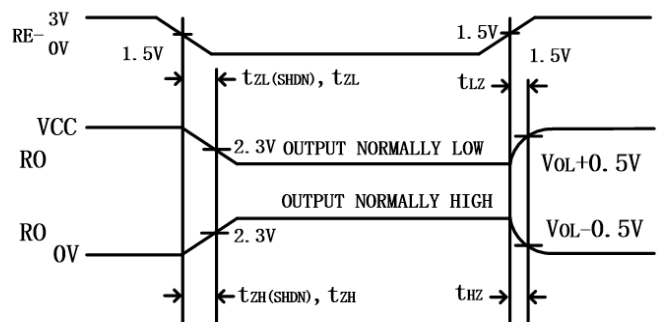 3V
RE-
0V
1.5V
1.5V
1.5V
tZL(SHDN), tZL
tLZ
VCC
2.3V OUTPUT NORMALLY LOW
RO
VOL+0.5V
OUTPUT NORMALLY HIGH
RO
2.3V
VOL-0.5V
0V
tZH(SHDN), tZH
tHZ